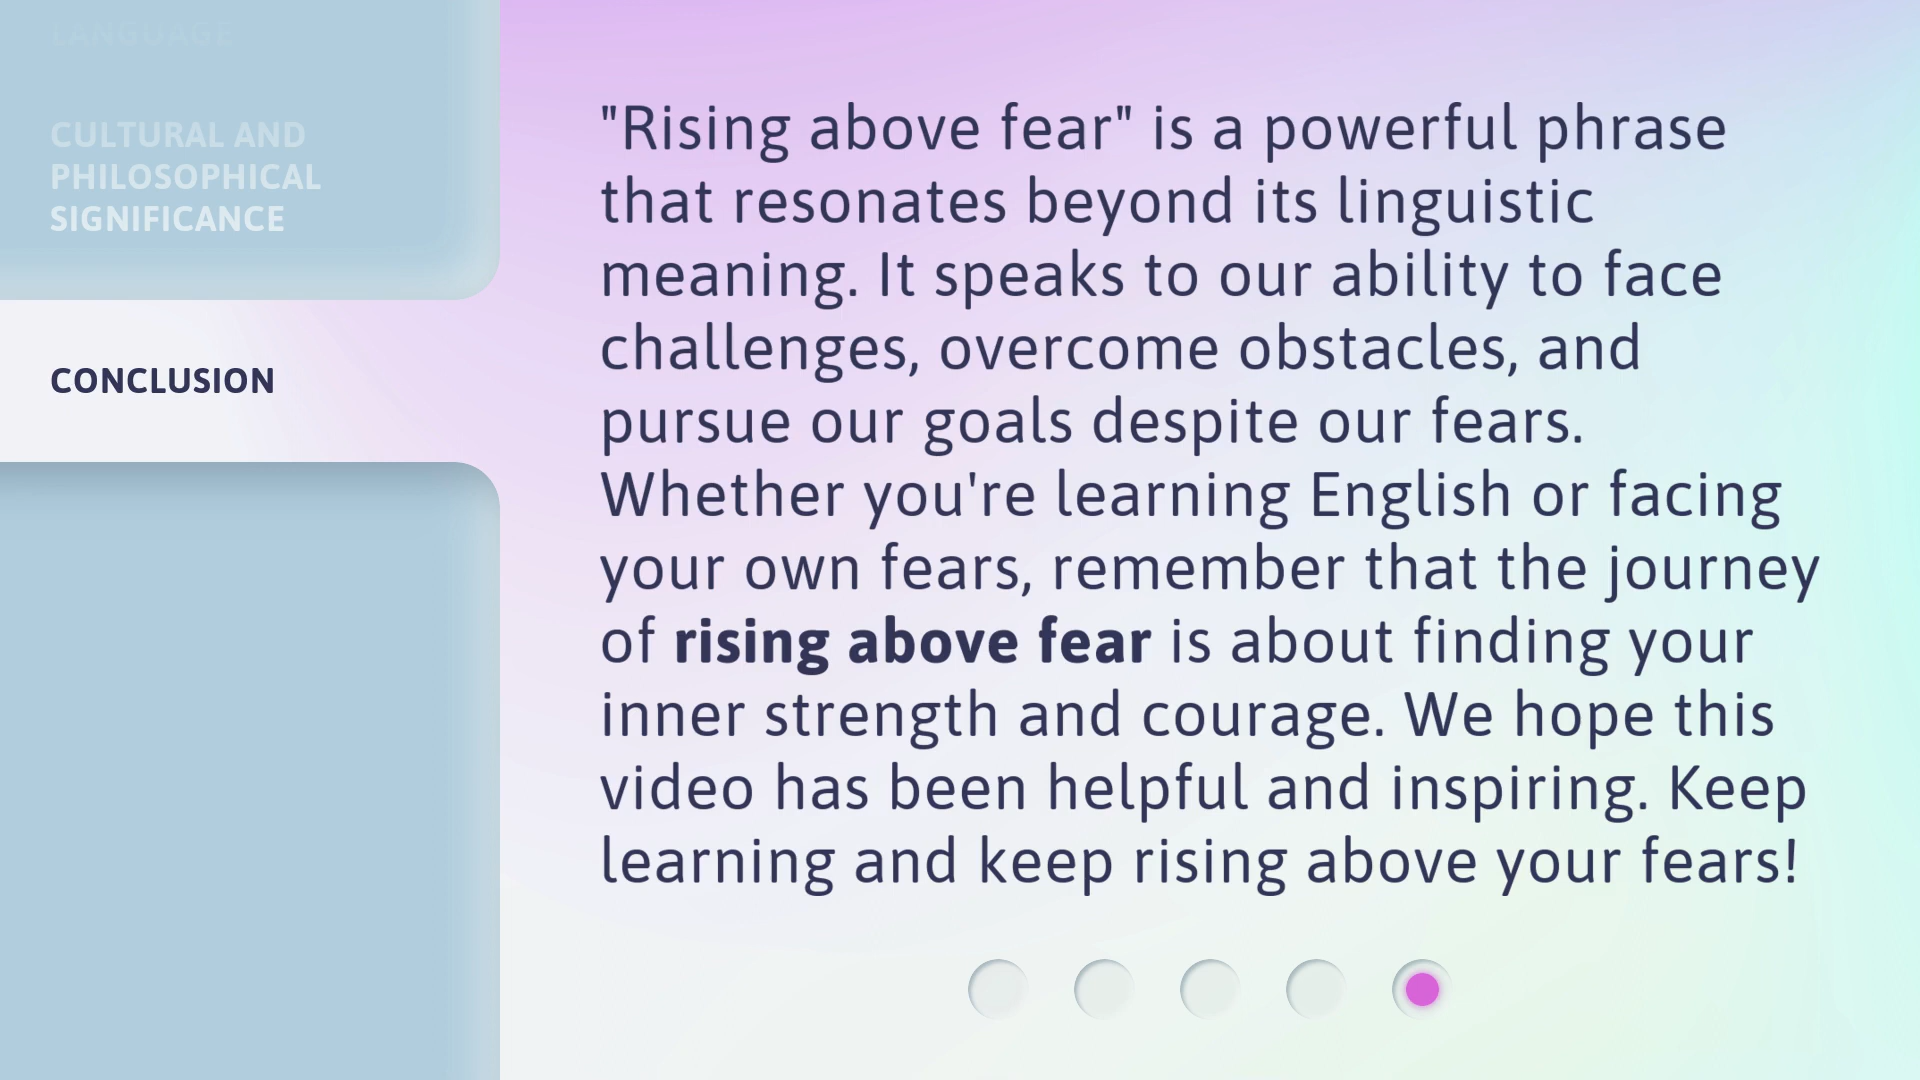 LANGUAGE
CULTURAL AND
PHILOSOPHICAL
SIGNIFICANCE
CONCLUSION
"Rising above fear" is a powerful phrase
that resonates beyond its linguistic
meaning. It speaks to our ability to face
challenges, overcome obstacles, and
pursue our goals despite our fears.
Whether you're learning English or facing
your own fears, remember that the journey
of rising above fear is about finding your
inner strength and courage. We hope this
video has been helpful and inspiring. Keep
learning and keep rising above your fears!